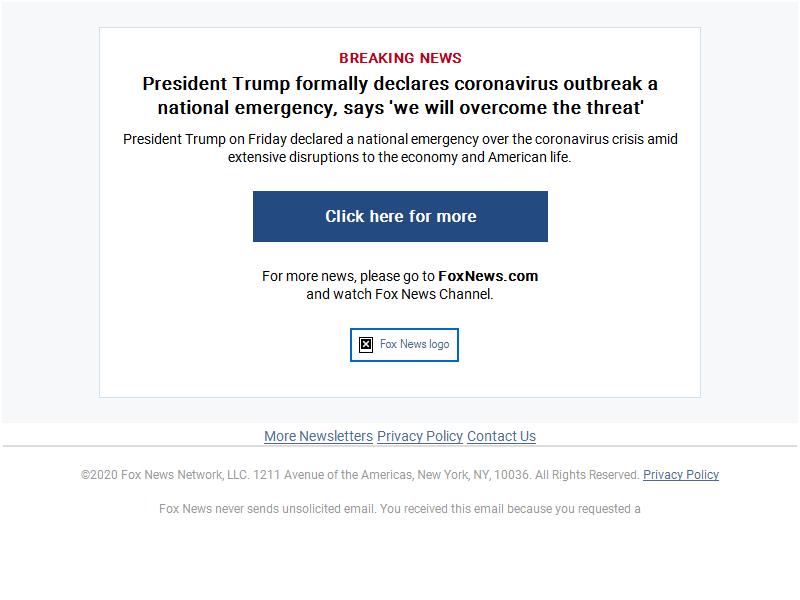 BREAKING NEWS
President Trump formally declares coronavirus outbreak a
national emergency, says 'we will overcome the threat'
President Trump on Friday declared a national emergency over the coronavirus crisis amid
extensive disruptions to the economy and American life.
Click here for more
For more news, please go to FoxNews.com
and watch Fox News Channel.
Fox News logo
More Newsletters Privacy Policy Contact Us
©2020 Fox News Network, LLC. 1211 Avenue of the Americas, New York, NY, 10036. All Rights Reserved. Privacy Policy
Fox News never sends unsolicited email. You received this email because you requested a